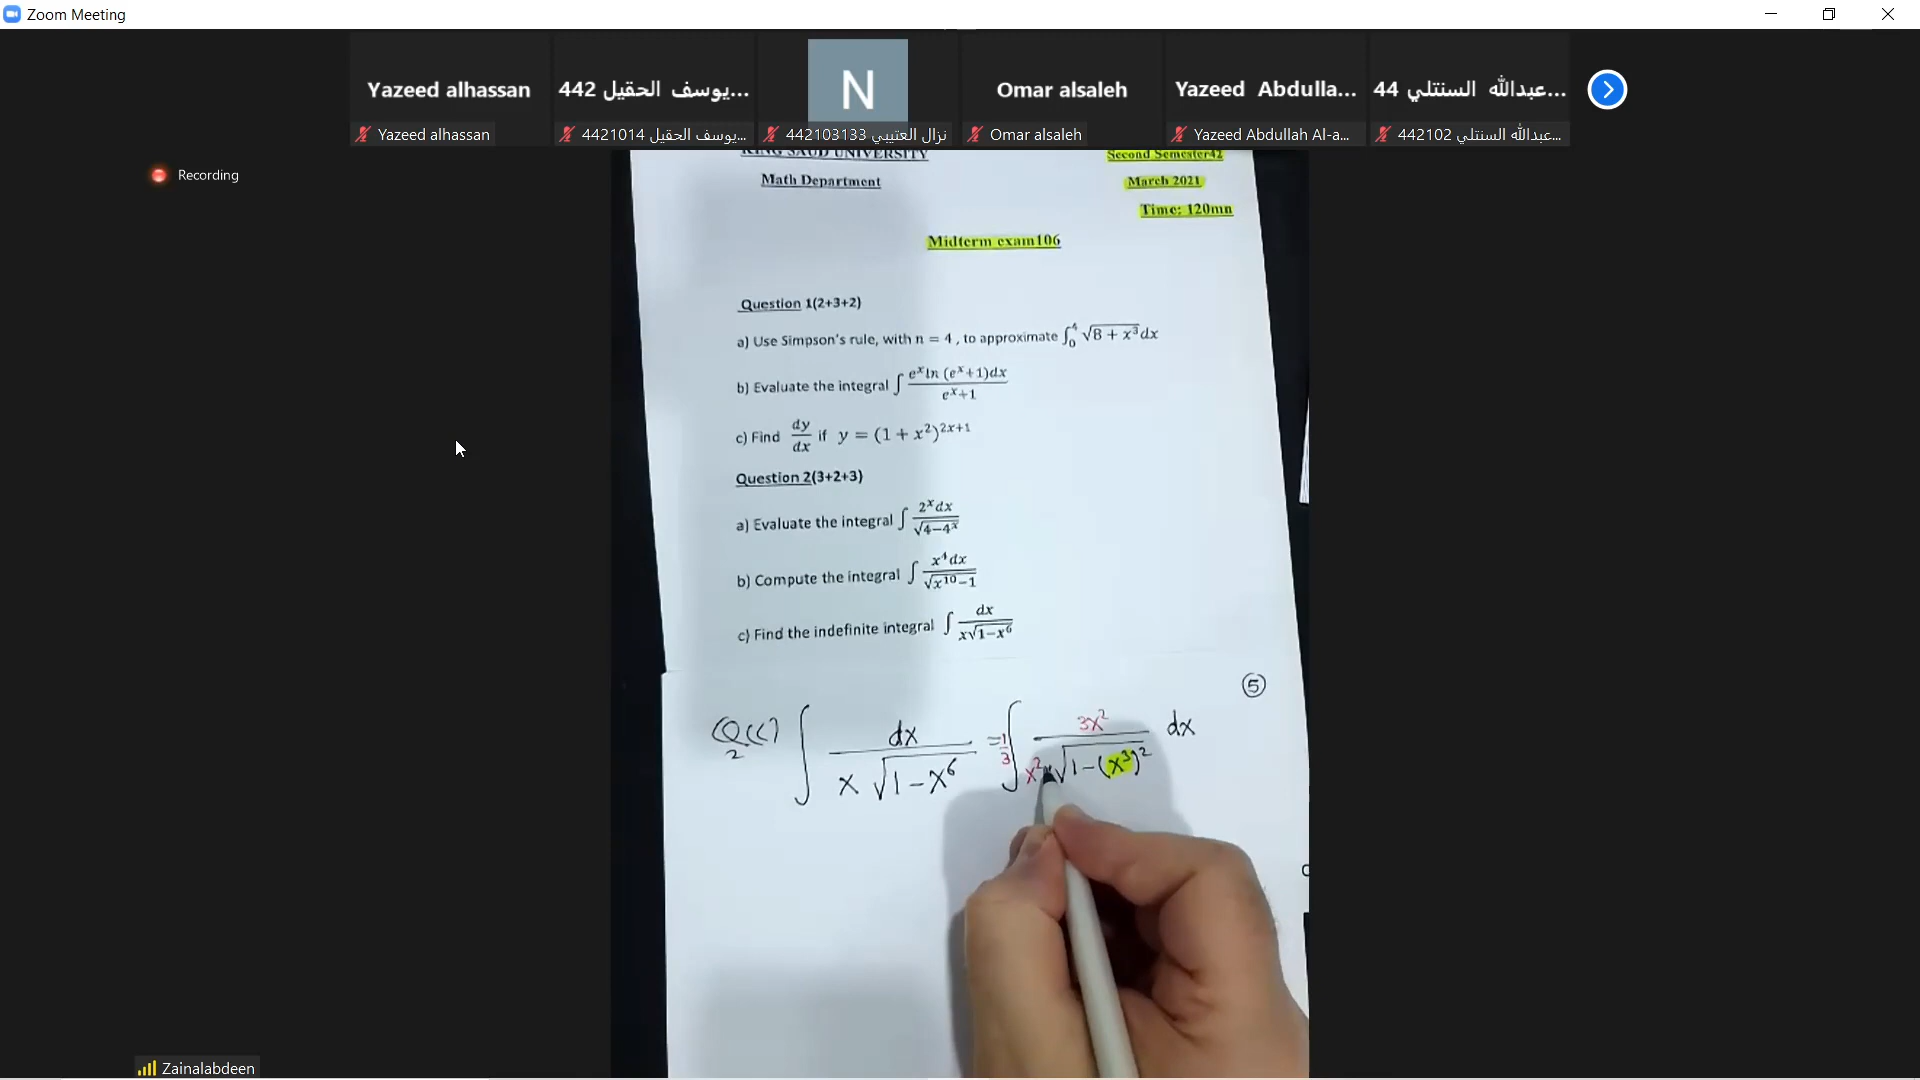 Zoom Meeting
Yazeed alhassan
442 يوسف الحقيل...
N
Omar alsaleh
Yazeed Abdulla...
44 عبدالله السنتلي...
Yazeed alhassan
4421014 يوسف الحقيل...
442103133 نزال العتيبي
Omar alsaleh
Yazeed Abdullah Al-a...
442102 عبدالله السنتلي...
Recording
KING SAUD UNIVERSITY
Second Semester42
Math Department
March 2021
Time: 120mn
Midterm exam106
Question 1(2+3+2)
a) Use Simpson's rule, with n = 4 , to approximate ∫₀⁴ √(8 + x³) dx
b) Evaluate the integral ∫ eˣ ln (eˣ+1)dx / eˣ+1
c) Find dy/dx if y = (1 + x²)²ˣ⁺¹
Question 2(3+2+3)
a) Evaluate the integral ∫ 2ˣ dx / √(4−4ˣ)
b) Compute the integral ∫ x⁴ dx / √(x¹⁰−1)
c) Find the indefinite integral ∫ dx / x√(1−x⁶)
5
Q2 c) ∫ dx / x √(1−x⁶) = 1/3 ∫ 3x² / x² x √(1−(x³)²) dx
Zainalabdeen